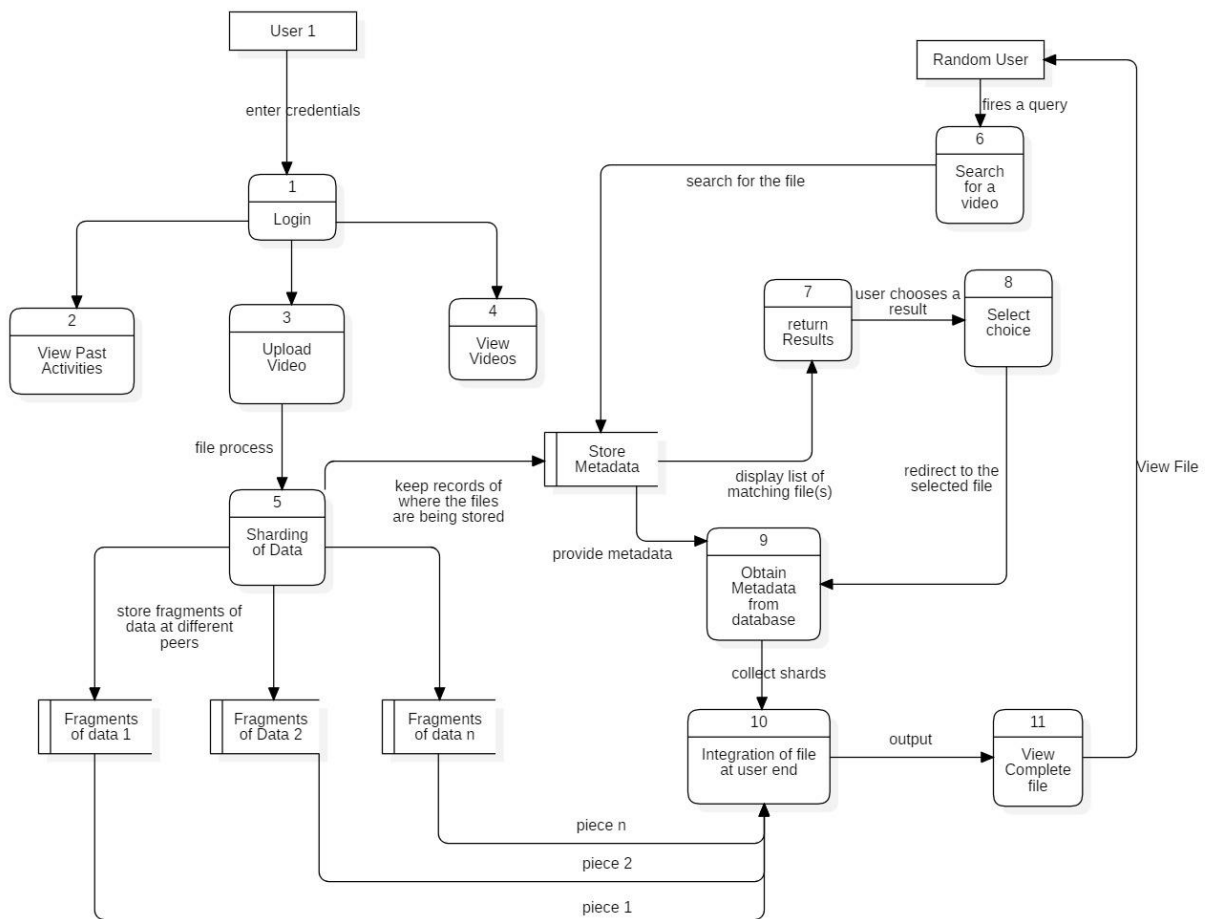 User 1
enter credentials
1
Login
2
View Past
Activities
3
Upload
Video
4
View
Videos
file process
5
Sharding
of Data
keep records of
where the files
are being stored
store fragments of
data at different
peers
Fragments
of data 1
Fragments
of Data 2
Fragments
of data n
piece n
piece 2
piece 1
Random User
fires a query
6
Search
for a
video
search for the file
Store
Metadata
display list of
matching file(s)
7
return
Results
user chooses a
result
8
Select
choice
redirect to the
selected file
provide metadata
9
Obtain
Metadata
from
database
collect shards
10
Integration of file
at user end
output
11
View
Complete
file
View File